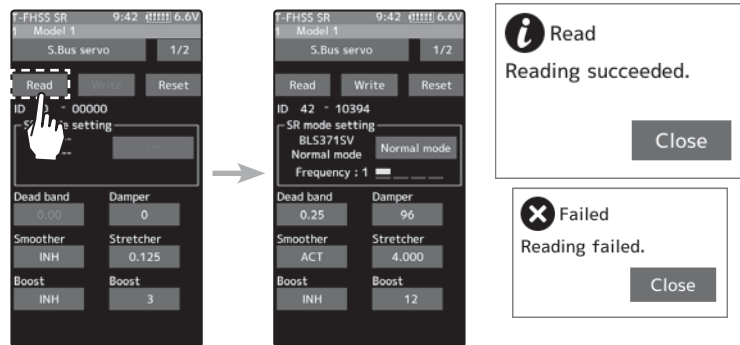 T-FHSS SR 9:42 6.6V
1 Model 1
S.Bus servo 1/2
Read Write Reset
ID - 00000
setting
---
Dead band Damper
0.00 0
Smoother Stretcher
INH 0.125
Boost Boost
INH 3
T-FHSS SR 9:42 6.6V
1 Model 1
S.Bus servo 1/2
Read Write Reset
ID 42 - 10394
SR mode setting
BLS371SV
Normal mode
Normal mode
Frequency : 1
Dead band Damper
0.25 96
Smoother Stretcher
ACT 4.000
Boost Boost
INH 12
Read
Reading succeeded.
Close
Failed
Reading failed.
Close